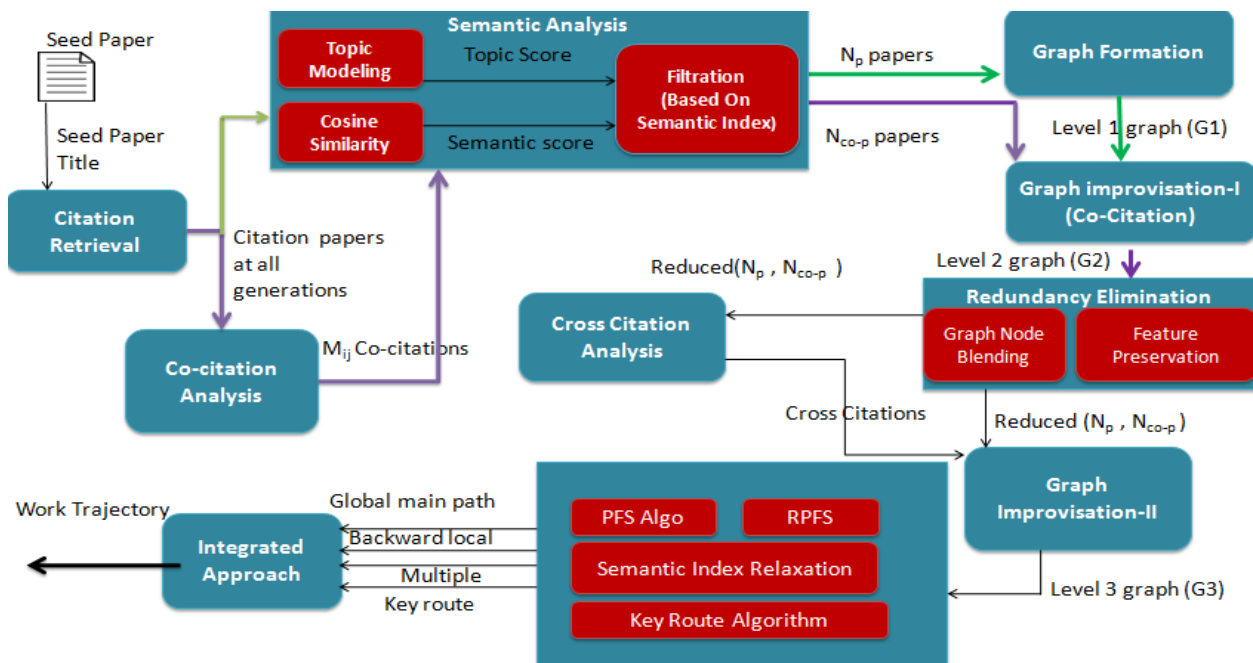 Seed Paper
Seed Paper
Title
Citation
Retrieval
Citation papers
at all
generations
Co-citation
Analysis
Mij Co-citations
Semantic Analysis
Topic
Modeling
Topic Score
Cosine
Similarity
Semantic score
Filtration
(Based On
Semantic Index)
Np papers
Nco-p papers
Graph Formation
Level 1 graph (G1)
Graph improvisation-I
(Co-Citation)
Level 2 graph (G2)
Redundancy Elimination
Graph Node
Blending
Feature
Preservation
Reduced(Np , Nco-p )
Cross Citation
Analysis
Cross Citations
Reduced (Np , Nco-p)
Graph
Improvisation-II
Level 3 graph (G3)
PFS Algo
RPFS
Semantic Index Relaxation
Key Route Algorithm
Global main path
Backward local
Multiple
Key route
Integrated
Approach
Work Trajectory